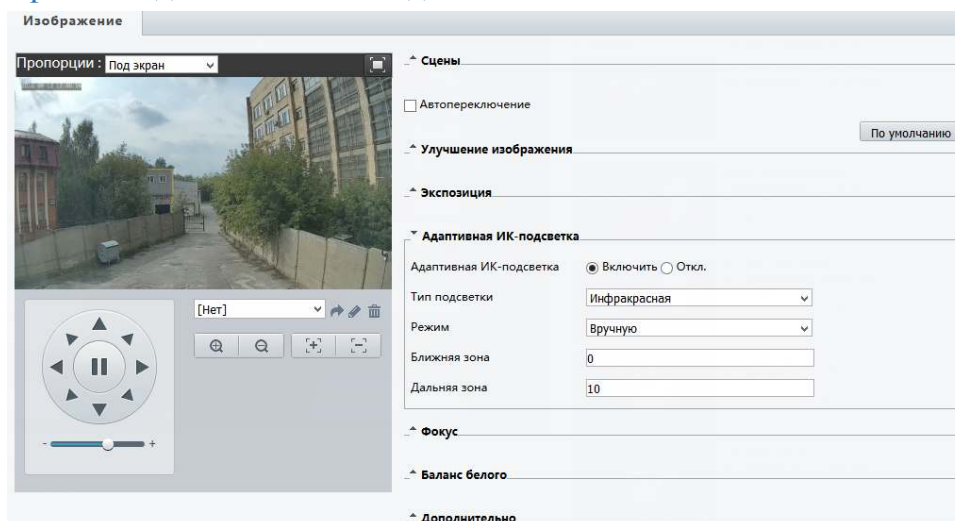 Изображение
Пропорции : Под экран
Сцены
Автопереключение
По умолчанию
Улучшение изображения
Экспозиция
Адаптивная ИК-подсветка
Адаптивная ИК-подсветка Включить Откл.
Тип подсветки Инфракрасная
Режим Вручную
Ближняя зона 0
Дальняя зона 10
[Нет]
- +
Фокус
Баланс белого
Дополнительно